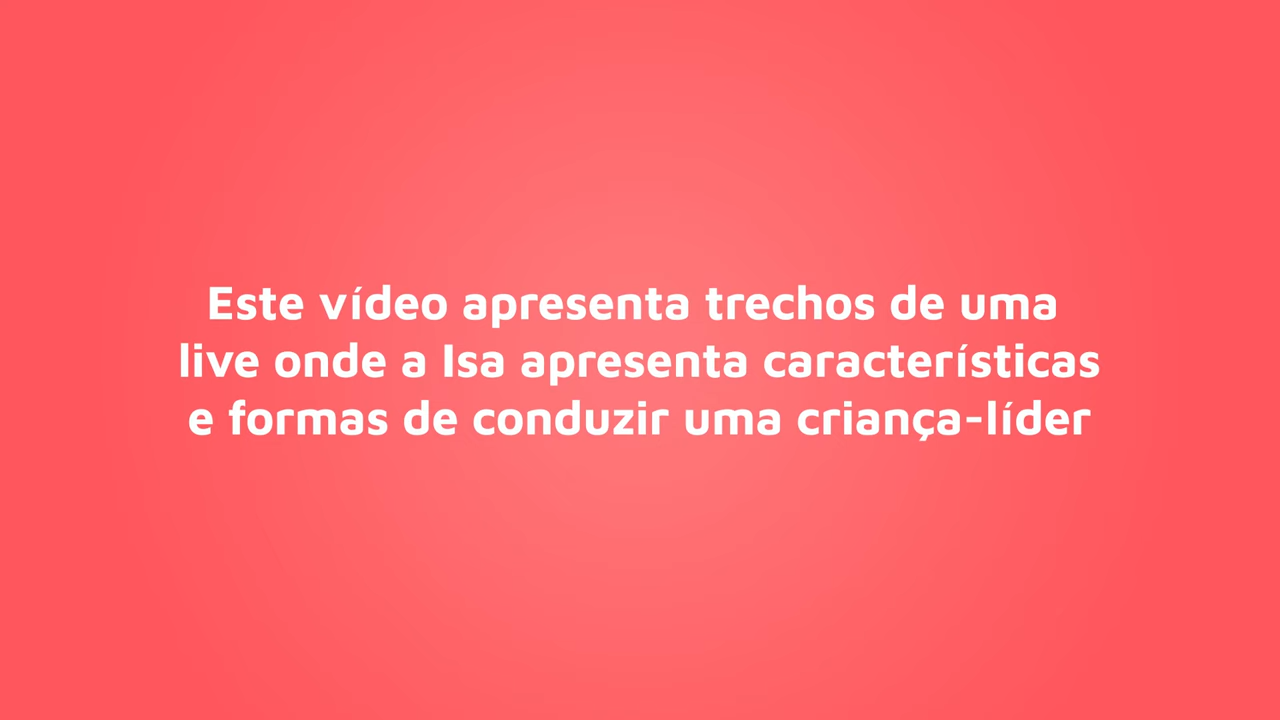 Este vídeo apresenta trechos de uma
live onde a Isa apresenta características
e formas de conduzir uma criança-líder